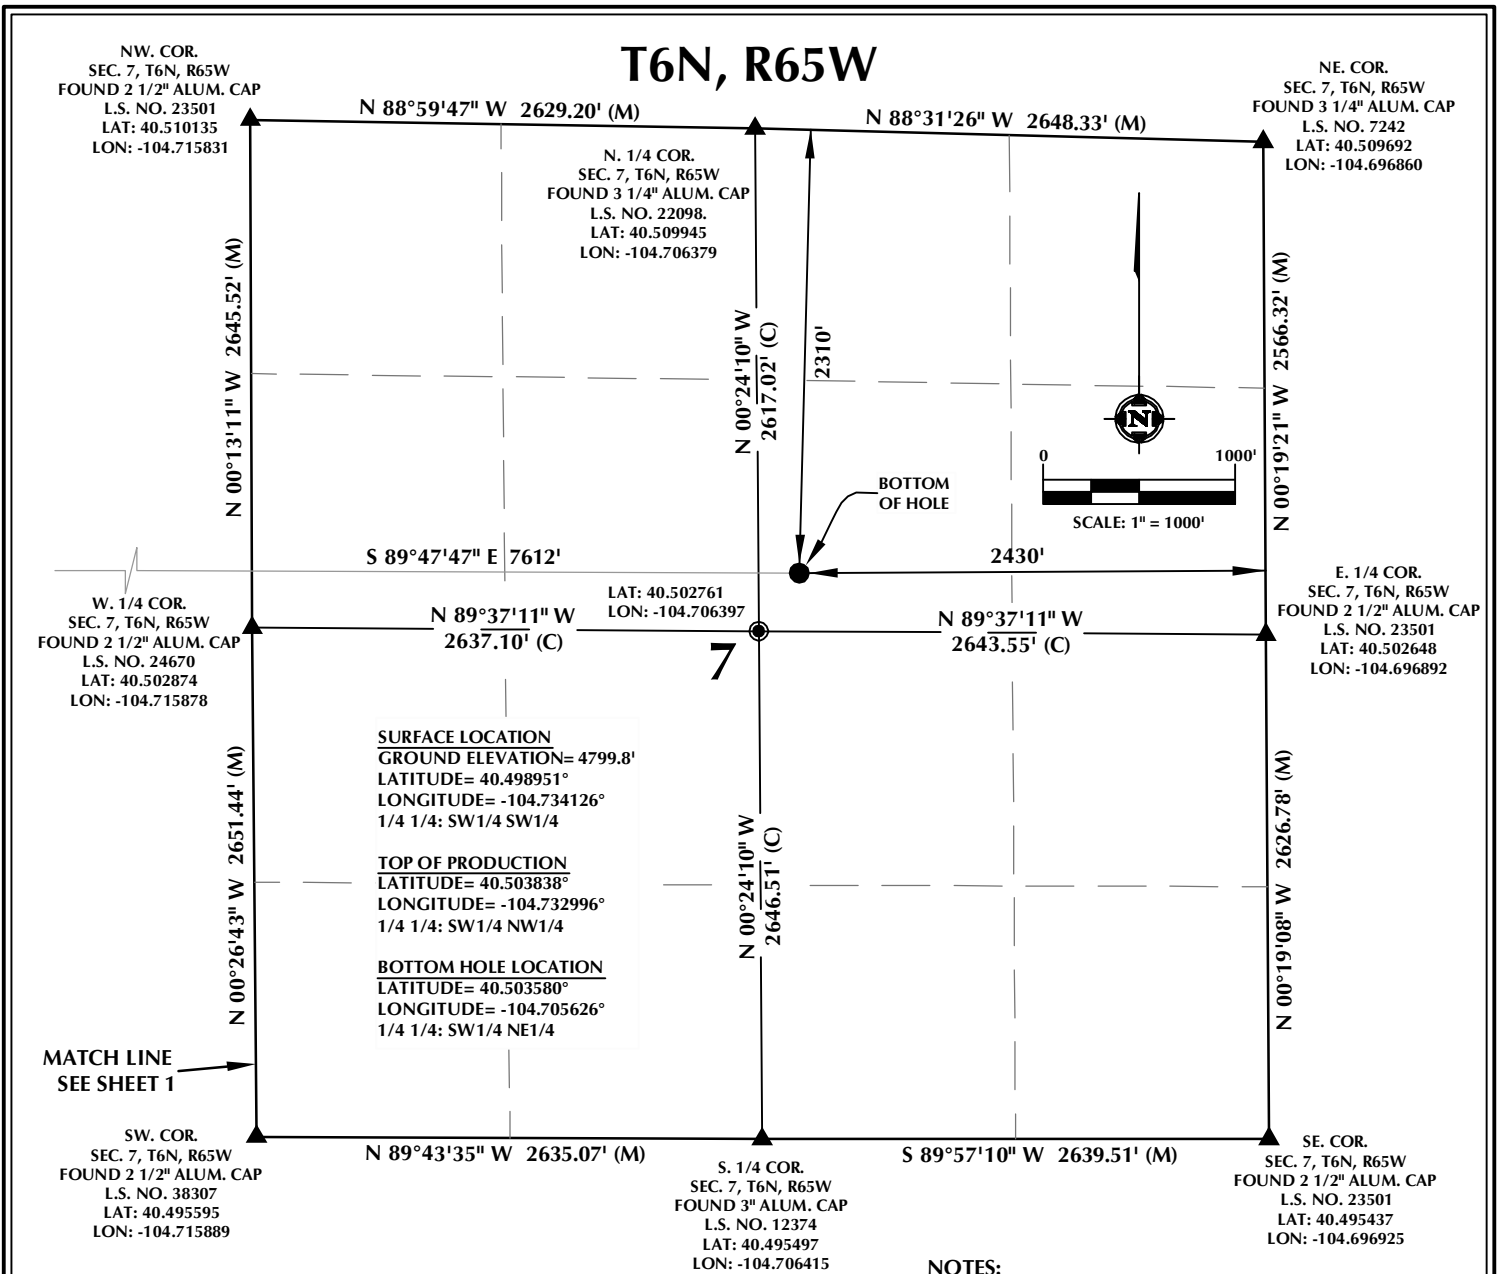 T6N, R65W
NW. COR.
SEC. 7, T6N, R65W
FOUND 2 1/2" ALUM. CAP
L.S. NO. 23501
LAT: 40.510135
LON: -104.715831
N 88°59'47" W 2629.20' (M)
N 88°31'26" W 2648.33' (M)
NE. COR.
SEC. 7, T6N, R65W
FOUND 3 1/4" ALUM. CAP
L.S. NO. 7242
LAT: 40.509692
LON: -104.696860
N. 1/4 COR.
SEC. 7, T6N, R65W
FOUND 3 1/4" ALUM. CAP
L.S. NO. 22098.
LAT: 40.509945
LON: -104.706379
N 00°13'11" W 2645.52' (M)
N 00°24'10" W
2617.02' (C)
2310'
N 00°19'21" W 2566.32' (M)
N
0 1000'
SCALE: 1" = 1000'
BOTTOM
OF HOLE
S 89°47'47" E 7612'
2430'
W. 1/4 COR.
SEC. 7, T6N, R65W
FOUND 2 1/2" ALUM. CAP
L.S. NO. 24670
LAT: 40.502874
LON: -104.715878
LAT: 40.502761
LON: -104.706397
N 89°37'11" W
2637.10' (C)
N 89°37'11" W
2643.55' (C)
E. 1/4 COR.
SEC. 7, T6N, R65W
FOUND 2 1/2" ALUM. CAP
L.S. NO. 23501
LAT: 40.502648
LON: -104.696892
7
SURFACE LOCATION
GROUND ELEVATION= 4799.8'
LATITUDE= 40.498951°
LONGITUDE= -104.734126°
1/4 1/4: SW1/4 SW1/4
TOP OF PRODUCTION
LATITUDE= 40.503838°
LONGITUDE= -104.732996°
1/4 1/4: SW1/4 NW1/4
BOTTOM HOLE LOCATION
LATITUDE= 40.503580°
LONGITUDE= -104.705626°
1/4 1/4: SW1/4 NE1/4
N 00°26'43" W 2651.44' (M)
N 00°24'10" W
2646.51' (C)
N 00°19'08" W 2626.78' (M)
MATCH LINE
SEE SHEET 1
SW. COR.
SEC. 7, T6N, R65W
FOUND 2 1/2" ALUM. CAP
L.S. NO. 38307
LAT: 40.495595
LON: -104.715889
N 89°43'35" W 2635.07' (M)
S 89°57'10" W 2639.51' (M)
S. 1/4 COR.
SEC. 7, T6N, R65W
FOUND 3" ALUM. CAP
L.S. NO. 12374
LAT: 40.495497
LON: -104.706415
SE. COR.
SEC. 7, T6N, R65W
FOUND 2 1/2" ALUM. CAP
L.S. NO. 23501
LAT: 40.495437
LON: -104.696925
NOTES: